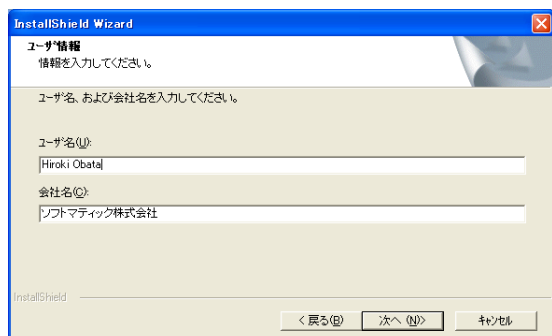 InstallShield Wizard
ユーザ情報
情報を入力してください。
ユーザ名、および会社名を入力してください。
ユーザ名(U):
Hiroki Obata
会社名(C):
ソフトマティック株式会社
InstallShield
< 戻る(B)
次へ (N)>
キャンセル